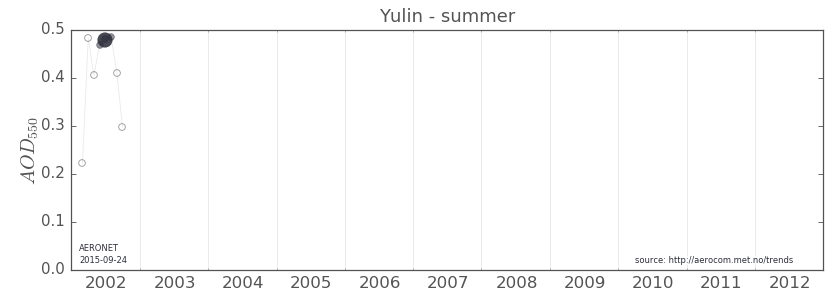 Yulin - summer
0.5
0.4
0.3
0.2
0.1
0.0
AOD550
AERONET
2015-09-24
source: http://aerocom.met.no/trends
2002 2003 2004 2005 2006 2007 2008 2009 2010 2011 2012